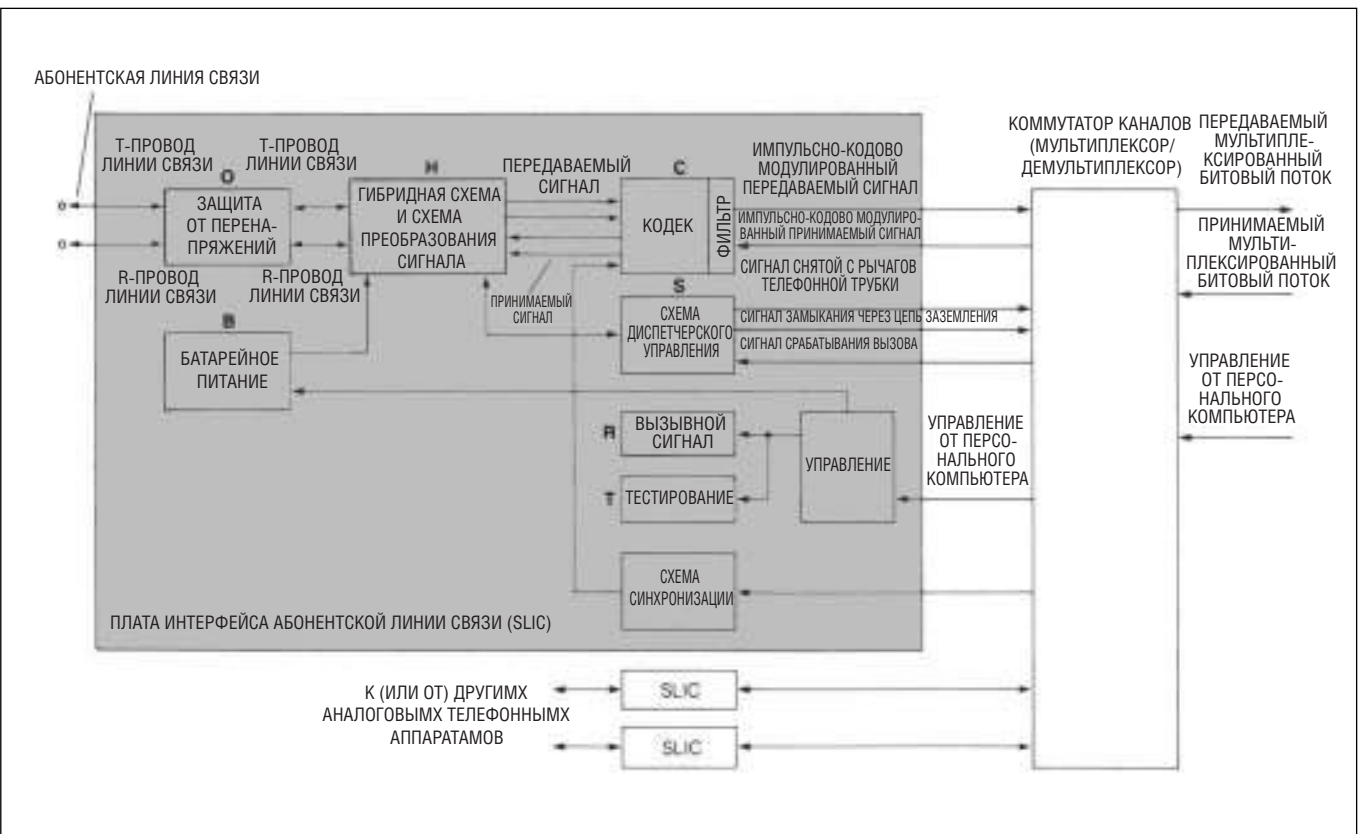 АБОНЕНТСКАЯ ЛИНИЯ СВЯЗИ
Т-ПРОВОД
ЛИНИИ СВЯЗИ
Т-ПРОВОД
ЛИНИИ СВЯЗИ
O
ЗАЩИТА
ОТ ПЕРЕНА-
ПРЯЖЕНИЙ
R-ПРОВОД
ЛИНИИ СВЯЗИ
R-ПРОВОД
ЛИНИИ СВЯЗИ
H
ГИБРИДНАЯ СХЕМА
И СХЕМА
ПРЕОБРАЗОВАНИЯ
СИГНАЛА
ПЕРЕДАВАЕМЫЙ
СИГНАЛ
ПРИНИМАЕМЫЙ
СИГНАЛ
C
КОДЕК
ФИЛЬТР
ИМПУЛЬСНО-КОДОВО
МОДУЛИРОВАННЫЙ
ПЕРЕДАВАЕМЫЙ СИГНАЛ
ИМПУЛЬСНО-КОДОВО МОДУЛИРО-
ВАННЫЙ ПРИНИМАЕМЫЙ СИГНАЛ
СИГНАЛ СНЯТОЙ С РЫЧАГОВ
ТЕЛЕФОННОЙ ТРУБКИ
КОММУТАТОР КАНАЛОВ
(МУЛЬТИПЛЕКСОР/
ДЕМУЛЬТИПЛЕКСОР)
ПЕРЕДАВАЕМЫЙ
МУЛЬТИПЛЕ-
КСИРОВАННЫЙ
БИТОВЫЙ ПОТОК
ПРИНИМАЕМЫЙ
МУЛЬТИ-
ПЛЕКСИРОВАННЫЙ
БИТОВЫЙ ПОТОК
B
БАТАРЕЙНОЕ
ПИТАНИЕ
S
СХЕМА
ДИСПЕТЧЕРСКОГО
УПРАВЛЕНИЯ
СИГНАЛ ЗАМЫКАНИЯ ЧЕРЕЗ ЦЕПЬ ЗАЗЕМЛЕНИЯ
СИГНАЛ СРАБАТЫВАНИЯ ВЫЗОВА
УПРАВЛЕНИЕ
ОТ ПЕРСО-
НАЛЬНОГО
КОМПЬЮТЕРА
R
ВЫЗЫВНОЙ
СИГНАЛ
T
ТЕСТИРОВАНИЕ
УПРАВЛЕНИЕ
УПРАВЛЕНИЕ
ОТ ПЕРСО-
НАЛЬНОГО
КОМПЬЮТЕРА
СХЕМА
СИНХРОНИЗАЦИИ
ПЛАТА ИНТЕРФЕЙСА АБОНЕНТСКОЙ ЛИНИИ СВЯЗИ (SLIC)
К (ИЛИ ОТ) ДРУГИМХ
АНАЛОГОВЫМХ ТЕЛЕФОННЫМХ
АППАРАТАМОВ
SLIC
SLIC